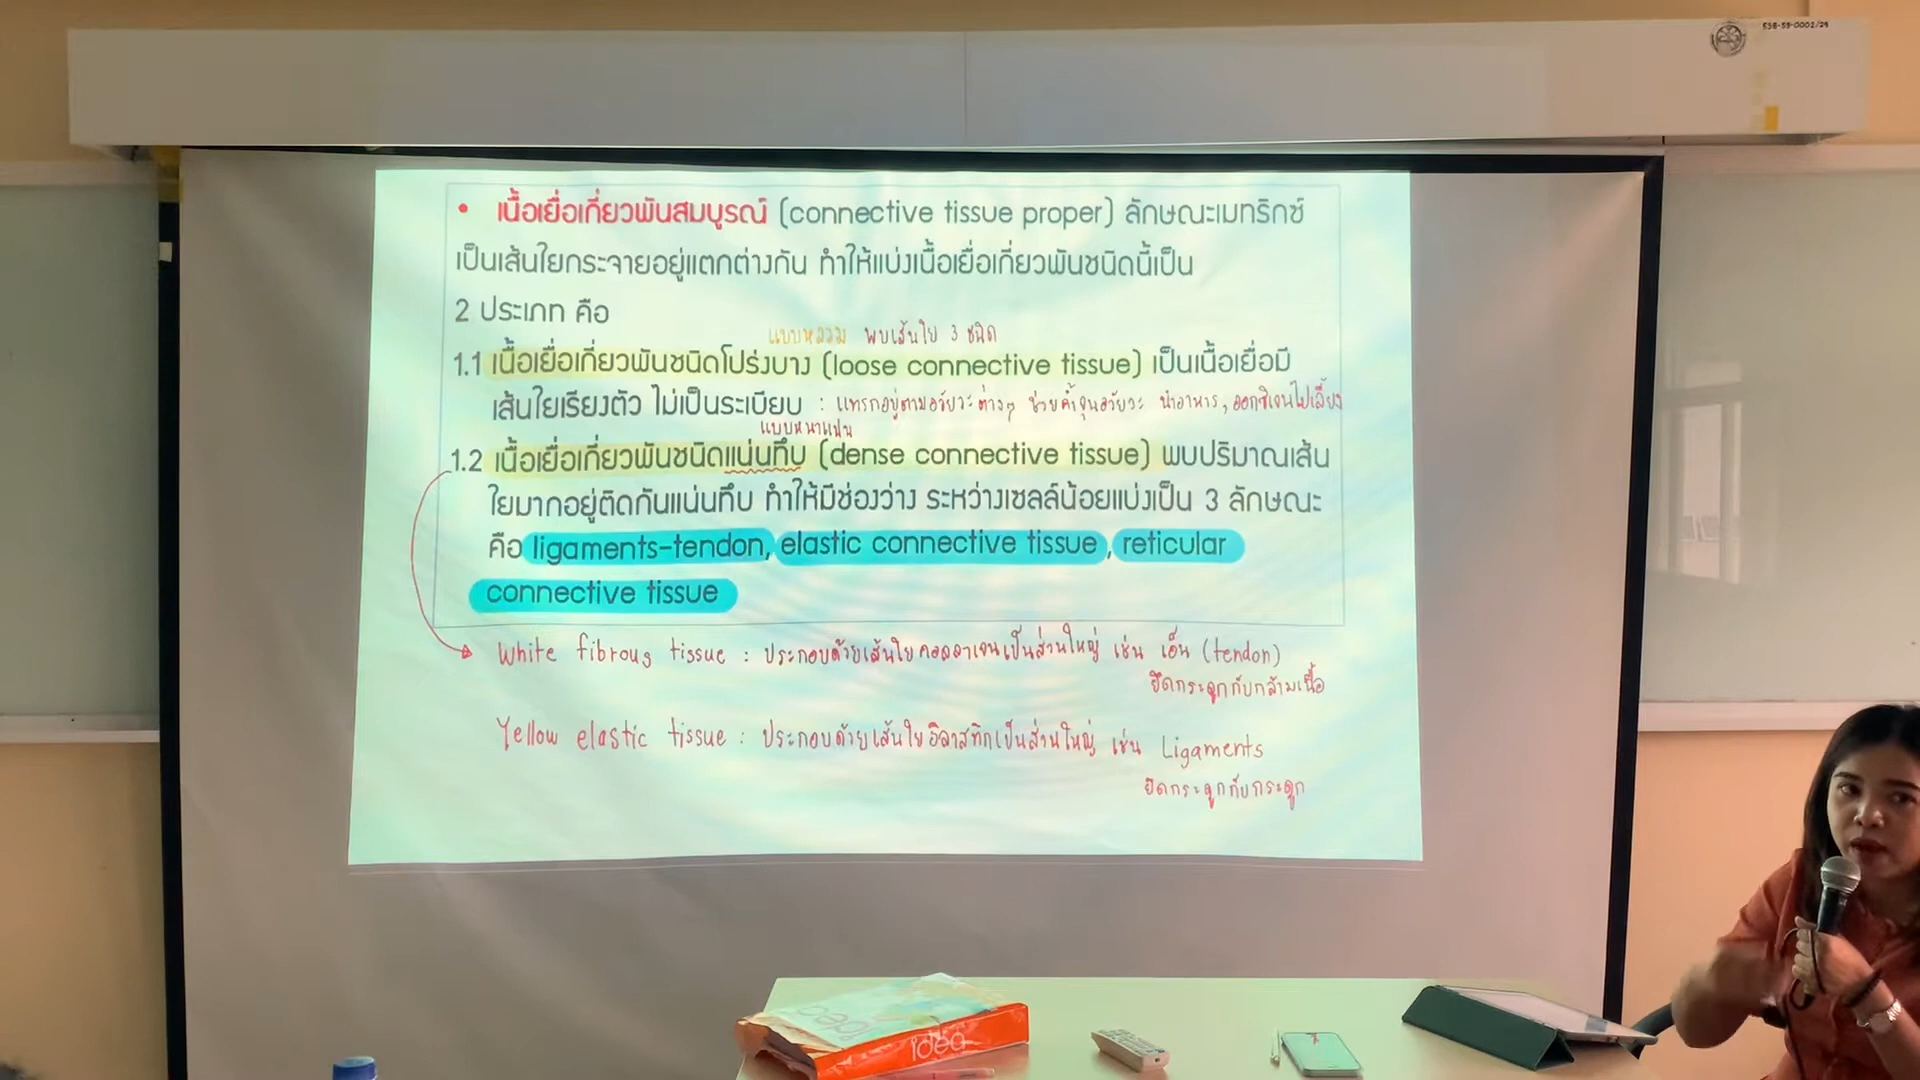 538-59-0002/29
• เนื้อเยื่อเกี่ยวพันสมบูรณ์ (connective tissue proper) ลักษณะเมทริกซ์
เป็นเส้นใยกระจายอยู่แตกต่างกัน ทำให้แบ่งเนื้อเยื่อเกี่ยวพันชนิดนี้เป็น
2 ประเภท คือ
แบบหลวม พบเส้นใย 3 ชนิด
1.1 เนื้อเยื่อเกี่ยวพันชนิดโปร่งบาง (loose connective tissue) เป็นเนื้อเยื่อมี
เส้นใยเรียงตัว ไม่เป็นระเบียบ : แทรกอยู่ตามอวัยวะต่างๆ ช่วยค้ำจุนอวัยวะ นำอาหาร, ออกซิเจนไปเลี้ยง
แบบหนาแน่น
1.2 เนื้อเยื่อเกี่ยวพันชนิดแน่นทึบ (dense connective tissue) พบปริมาณเส้น
ใยมากอยู่ติดกันแน่นทึบ ทำให้มีช่องว่าง ระหว่างเซลล์น้อยแบ่งเป็น 3 ลักษณะ
คือ ligaments-tendon, elastic connective tissue, reticular
connective tissue
White fibrous tissue : ประกอบด้วยเส้นใยคอลลาเจนเป็นส่วนใหญ่ เช่น เอ็น (tendon)
ยึดกระดูกกับกล้ามเนื้อ
Yellow elastic tissue : ประกอบด้วยเส้นใยอิลาสทิกเป็นส่วนใหญ่ เช่น Ligaments
ยึดกระดูกกับกระดูก
idea
idea